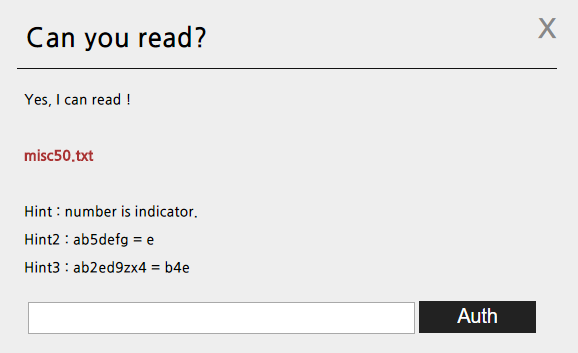 Can you read?
X
Yes, I can read !
misc50.txt
Hint : number is indicator.
Hint2 : ab5defg = e
Hint3 : ab2ed9zx4 = b4e
Auth